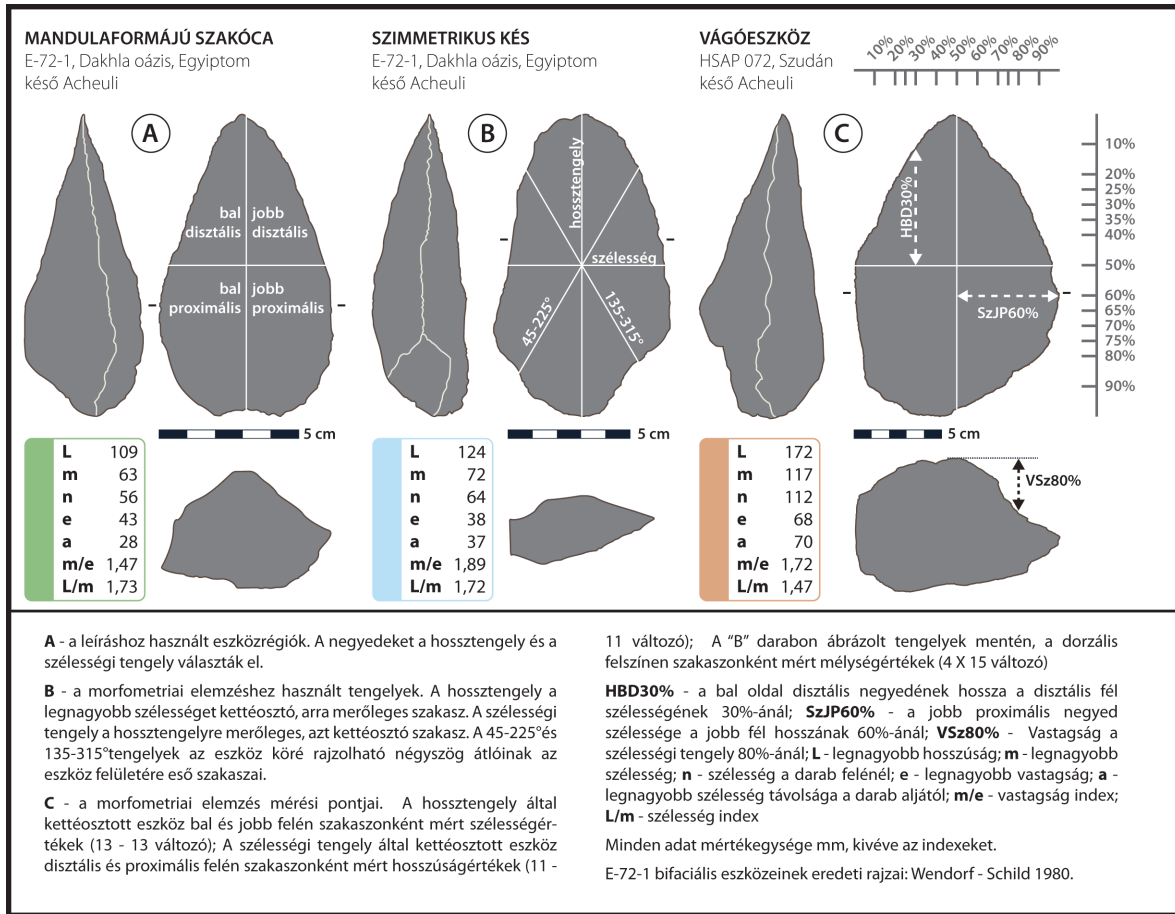 MANDULAFORMÁJÚ SZAKÓCA
E-72-1, Dakhla oázis, Egyiptom
késő Acheuli
SZIMMETRIKUS KÉS
E-72-1, Dakhla oázis, Egyiptom
késő Acheuli
VÁGÓESZKÖZ
HSAP 072, Szudán
késő Acheuli
10% 20% 30% 40% 50% 60% 70% 80% 90%
A
bal disztális
jobb disztális
bal proximális
jobb proximális
B
hossztengely
szélesség
45-225°
135-315°
C
HBD30%
SzJP60%
10%
20%
25%
30%
35%
40%
50%
60%
65%
70%
75%
80%
90%
5 cm
5 cm
5 cm
L 109
m 63
n 56
e 43
a 28
m/e 1,47
L/m 1,73
L 124
m 72
n 64
e 38
a 37
m/e 1,89
L/m 1,72
L 172
m 117
n 112
e 68
a 70
m/e 1,72
L/m 1,47
VSz80%
A - a leíráshoz használt eszközrégiók. A negyedeket a hossztengely és a
szélességi tengely választák el.
B - a morfometriai elemzéshez használt tengelyek. A hossztengely a
legnagyobb szélességet kettéosztó, arra merőleges szakasz. A szélességi
tengely a hossztengelyre merőleges, azt kettéosztó szakasz. A 45-225°és
135-315°tengelyek az eszköz köré rajzolható négyszög átlóinak az
eszköz felületére eső szakaszai.
C - a morfometriai elemzés mérési pontjai. A hossztengely által
kettéosztott eszköz bal és jobb felén szakaszonként mért szélességér-
tékek (13 - 13 változó); A szélességi tengely által kettéosztott eszköz
disztális és proximális felén szakaszonként mért hosszúságértékek (11 -
11 változó); A "B" darabon ábrázolt tengelyek mentén, a dorzális
felszínen szakaszonként mért mélységértékek (4 X 15 változó)
HBD30% - a bal oldal disztális negyedének hossza a disztális fél
szélességének 30%-ánál; SzJP60% - a jobb proximális negyed
szélessége a jobb fél hosszának 60%-ánál; VSz80% - Vastagság a
szélességi tengely 80%-ánál; L - legnagyobb hosszúság; m - legnagyobb
szélesség; n - szélesség a darab felénél; e - legnagyobb vastagság; a -
legnagyobb szélesség távolsága a darab aljától; m/e - vastagság index;
L/m - szélesség index
Minden adat mértékegysége mm, kivéve az indexeket.
E-72-1 bifaciális eszközeinek eredeti rajzai: Wendorf - Schild 1980.